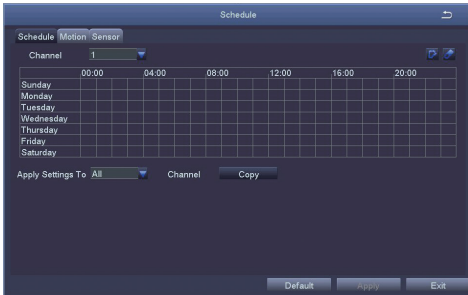 Schedule
Schedule Motion Sensor
Channel 1
00:00 04:00 08:00 12:00 16:00 20:00
Sunday
Monday
Tuesday
Wednesday
Thursday
Friday
Saturday
Apply Settings To All Channel Copy
Default Apply Exit